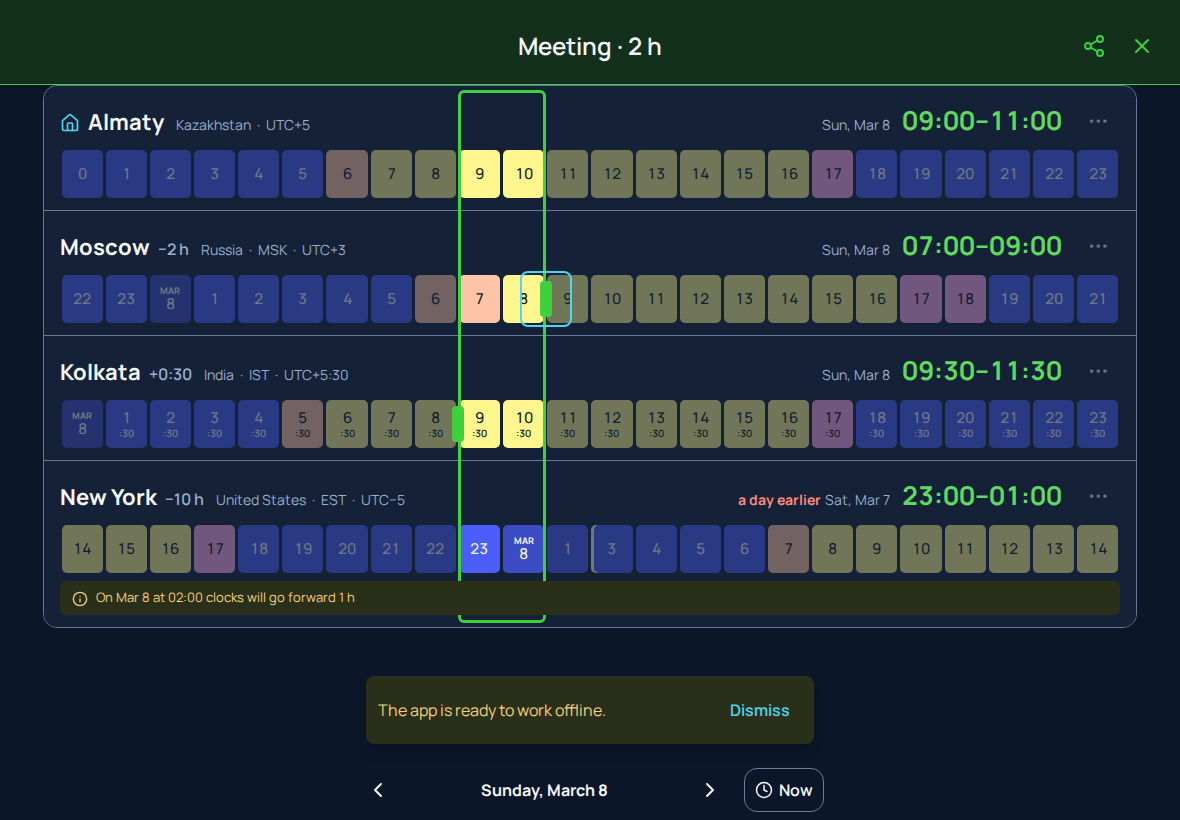 Meeting · 2 h
Almaty Kazakhstan · UTC+5 Sun, Mar 8 09:00–11:00
0 1 2 3 4 5 6 7 8 9 10 11 12 13 14 15 16 17 18 19 20 21 22 23
Moscow −2 h Russia · MSK · UTC+3 Sun, Mar 8 07:00–09:00
22 23 MAR 8 1 2 3 4 5 6 7 8 9 10 11 12 13 14 15 16 17 18 19 20 21
Kolkata +0:30 India · IST · UTC+5:30 Sun, Mar 8 09:30–11:30
MAR 8 1:30 2:30 3:30 4:30 5:30 6:30 7:30 8:30 9:30 10:30 11:30 12:30 13:30 14:30 15:30 16:30 17:30 18:30 19:30 20:30 21:30 22:30 23:30
New York −10 h United States · EST · UTC−5 a day earlier Sat, Mar 7 23:00–01:00
14 15 16 17 18 19 20 21 22 23 MAR 8 1 3 4 5 6 7 8 9 10 11 12 13 14
On Mar 8 at 02:00 clocks will go forward 1 h
The app is ready to work offline. Dismiss
Sunday, March 8 Now